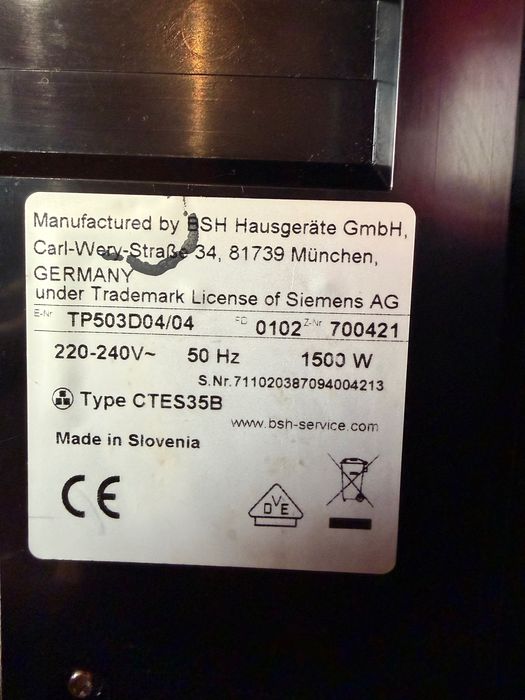 Manufactured by BSH Hausgeräte GmbH,
Carl-Wery-Straße 34, 81739 München,
GERMANY
under Trademark License of Siemens AG
E-Nr TP503D04/04 FD 0102 Z-Nr 700421
220-240V~ 50 Hz 1500 W
S.Nr.711020387094004213
Type CTES35B
www.bsh-service.com
Made in Slovenia
CE
DVE